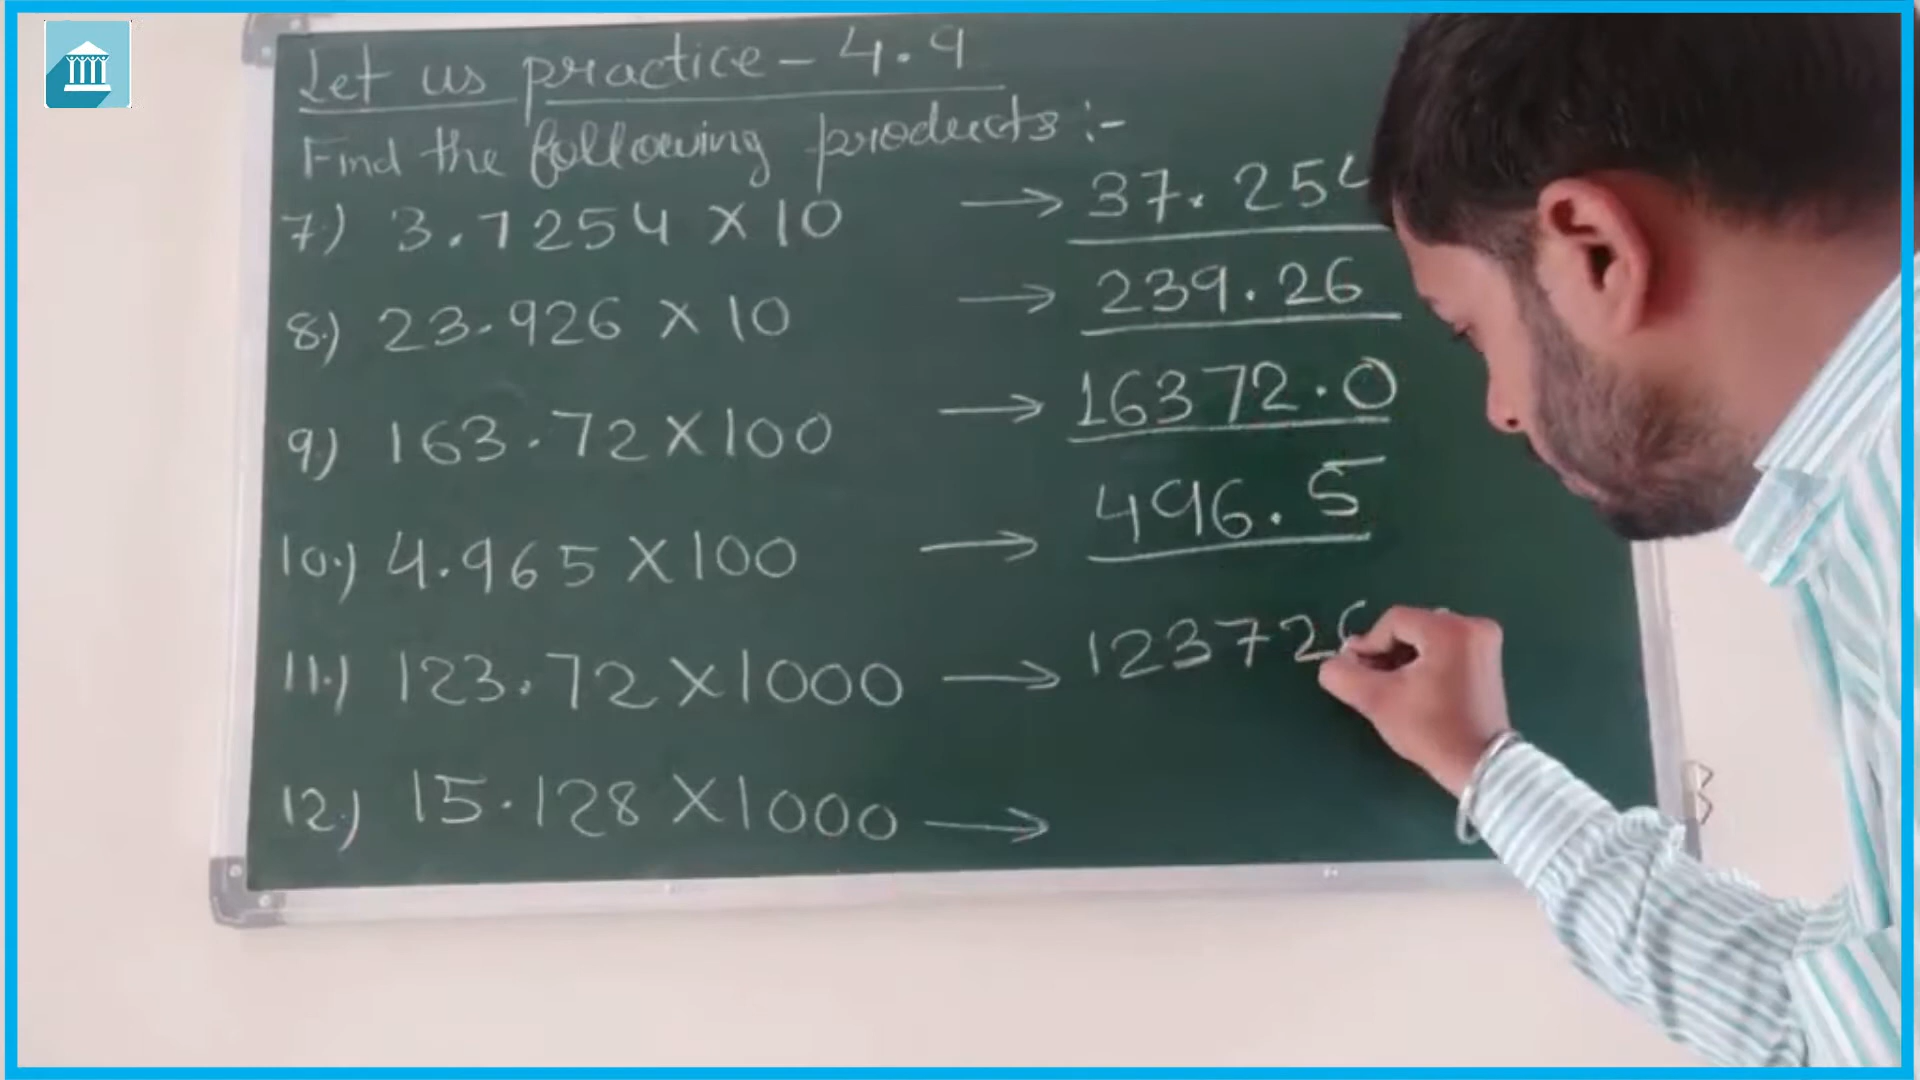 Let us practice - 4.9
Find the following products :-
7) 3.7254 X 10 → 37.254
8) 23.926 X 10 → 239.26
9) 163.72 X 100 → 16372.0
10) 4.965 X 100 → 496.5
11) 123.72 X 1000 → 12372
12) 15.128 X 1000 →